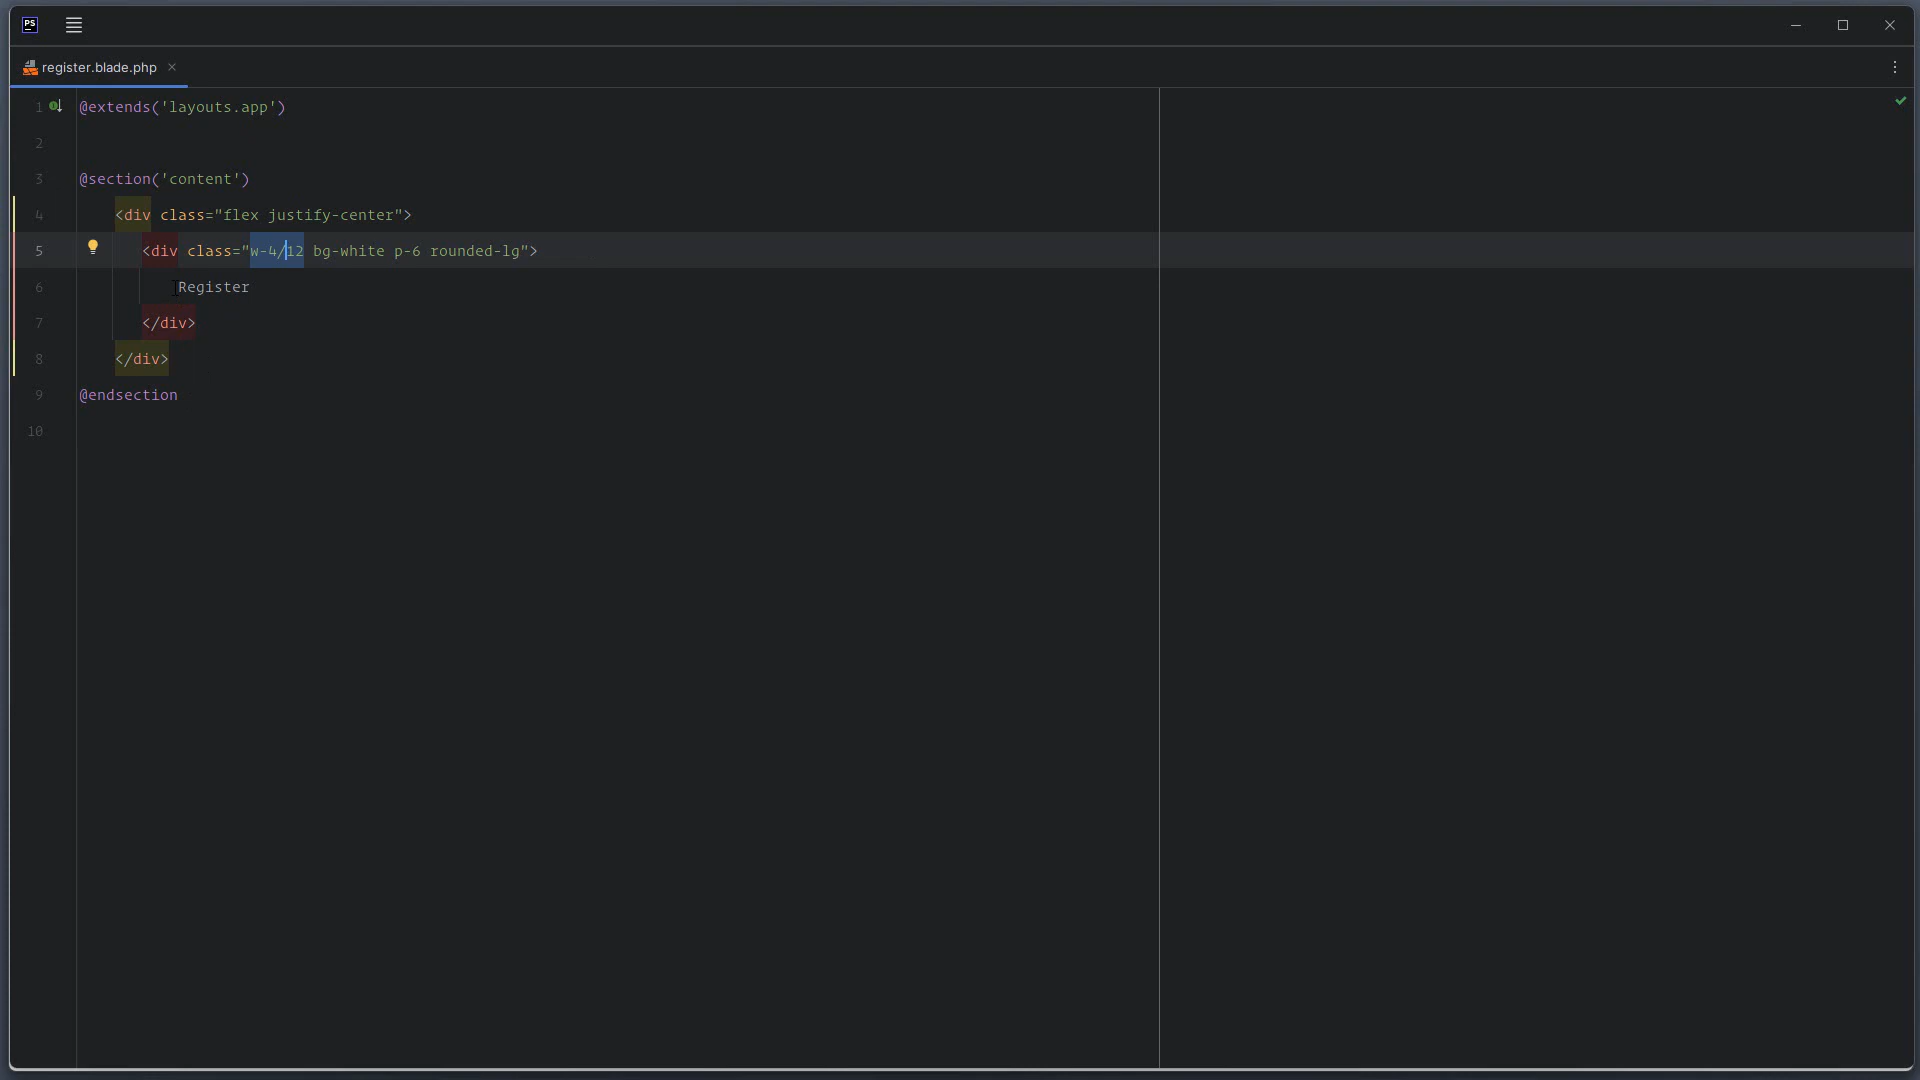 PS
register.blade.php
1 @extends('layouts.app')
2
3 @section('content')
4 <div class="flex justify-center">
5 <div class="w-4/12 bg-white p-6 rounded-lg">
6 Register
7 </div>
8 </div>
9 @endsection
10